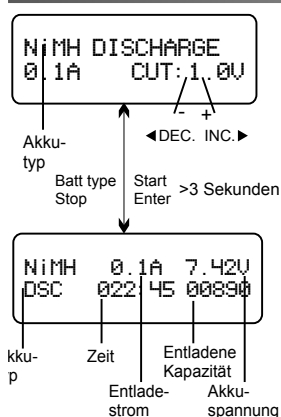 NiMH DISCHARGE
0.1A CUT:1.0V
- +
◀DEC. INC.▶
Akku-
typ
Batt type
Stop
Start
Enter
>3 Sekunden
NiMH 0.1A 7.42V
DSC 022:45 00890
kku-
p
Zeit
Entladene
Kapazität
Entlade-
strom
Akku-
spannung